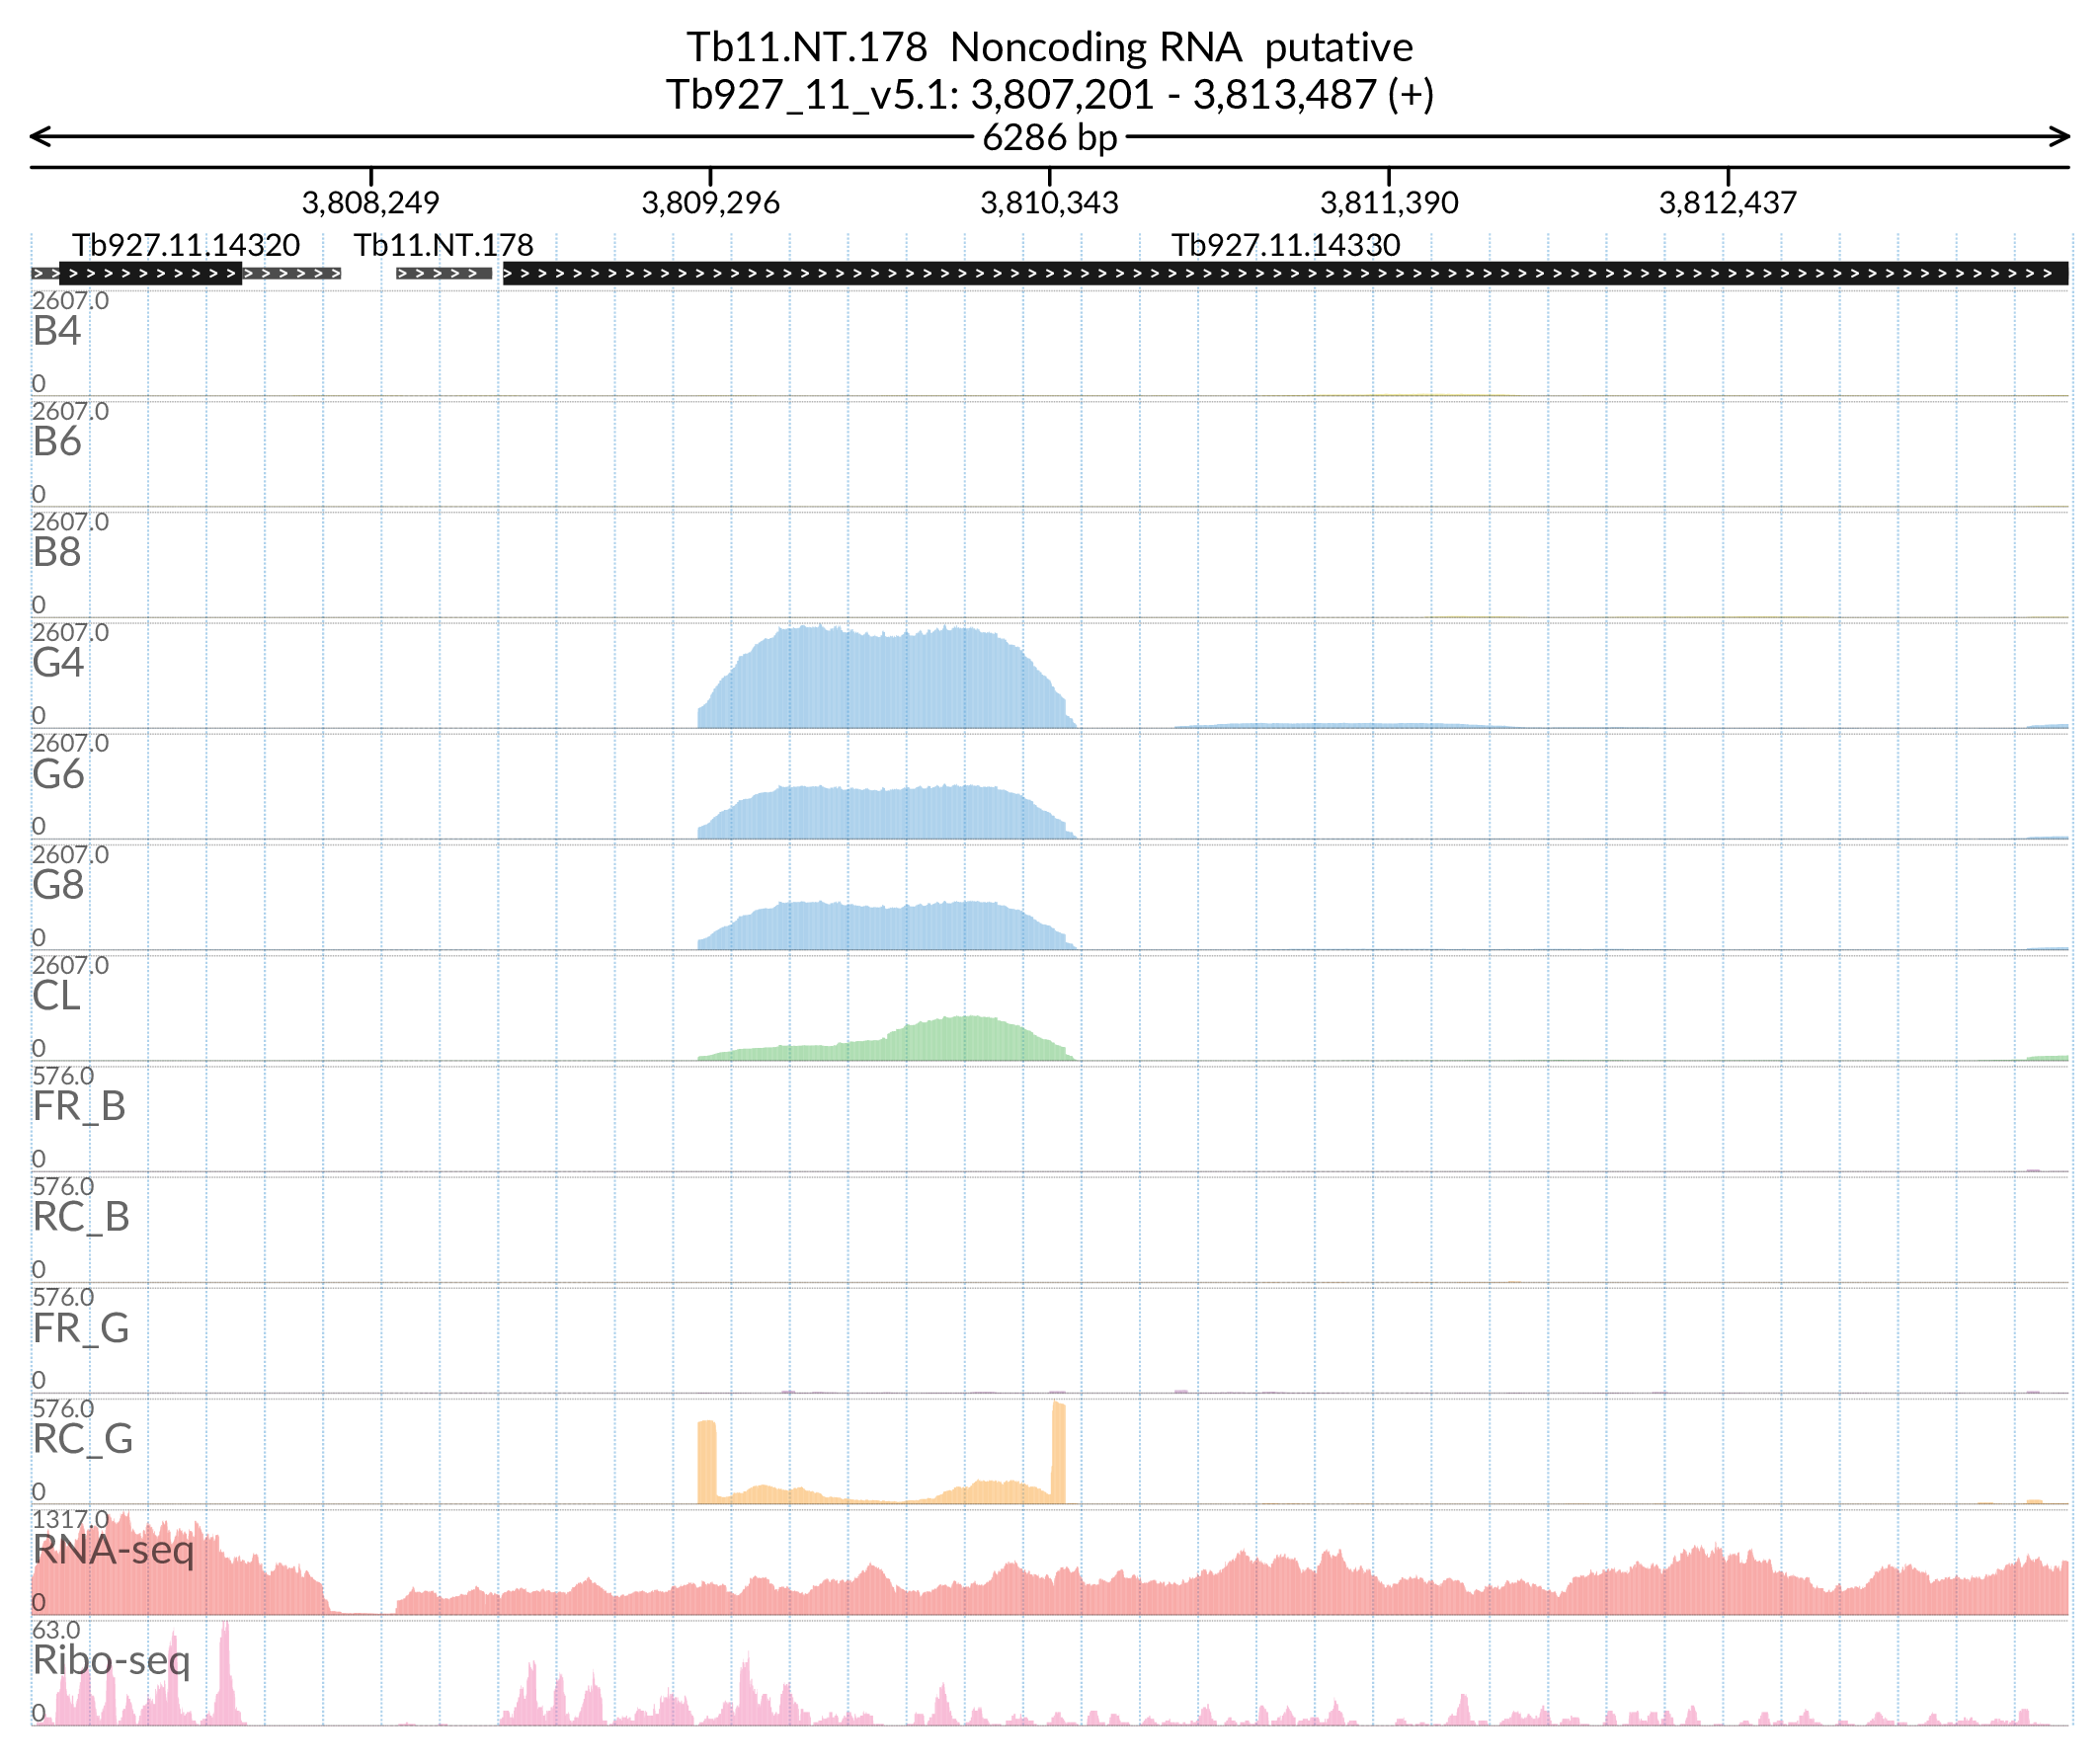 Tb11.NT.178  Noncoding RNA  putative
Tb927_11_v5.1: 3,807,201 - 3,813,487 (+)
6286 bp
3,808,249 3,809,296 3,810,343 3,811,390 3,812,437
Tb927.11.14320 Tb11.NT.178 Tb927.11.14330
2607.0
B4
0
2607.0
B6
0
2607.0
B8
0
2607.0
G4
0
2607.0
G6
0
2607.0
G8
0
2607.0
CL
0
576.0
FR_B
0
576.0
RC_B
0
576.0
FR_G
0
576.0
RC_G
0
1317.0
RNA-seq
0
63.0
Ribo-seq
0